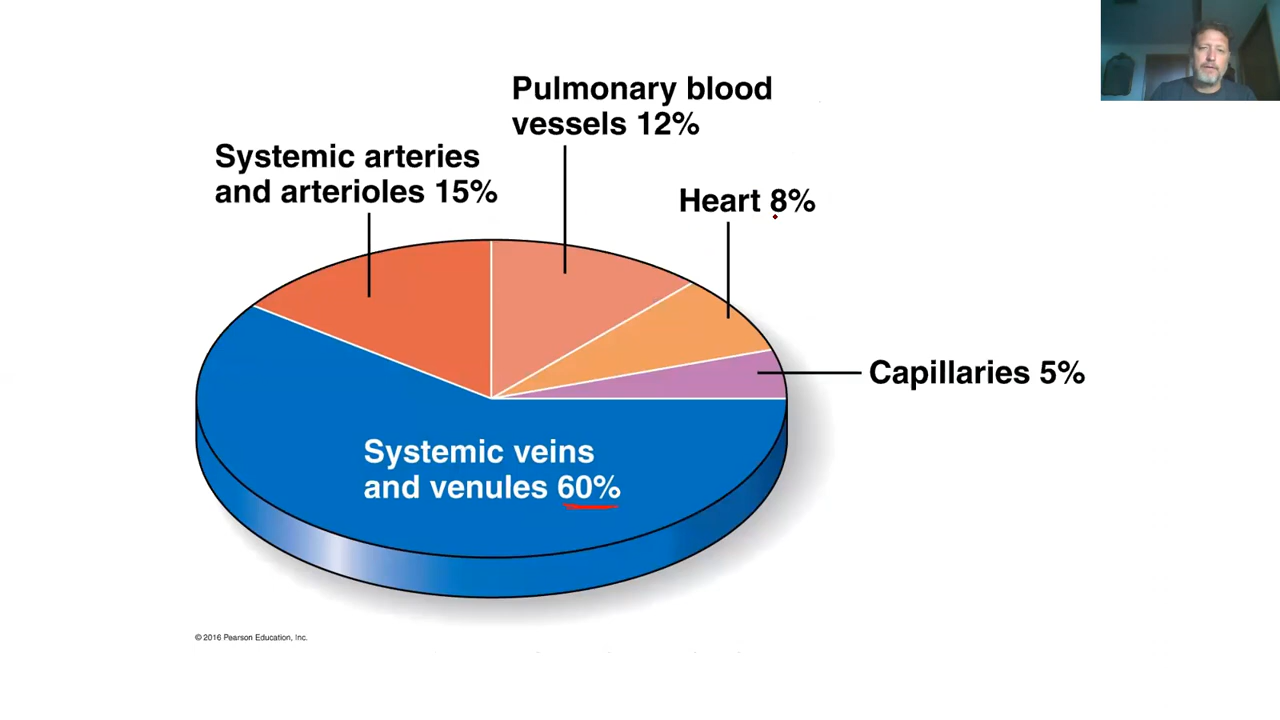 Pulmonary blood
vessels 12%
Systemic arteries
and arterioles 15%
Heart 8%
Capillaries 5%
Systemic veins
and venules 60%
© 2016 Pearson Education, Inc.